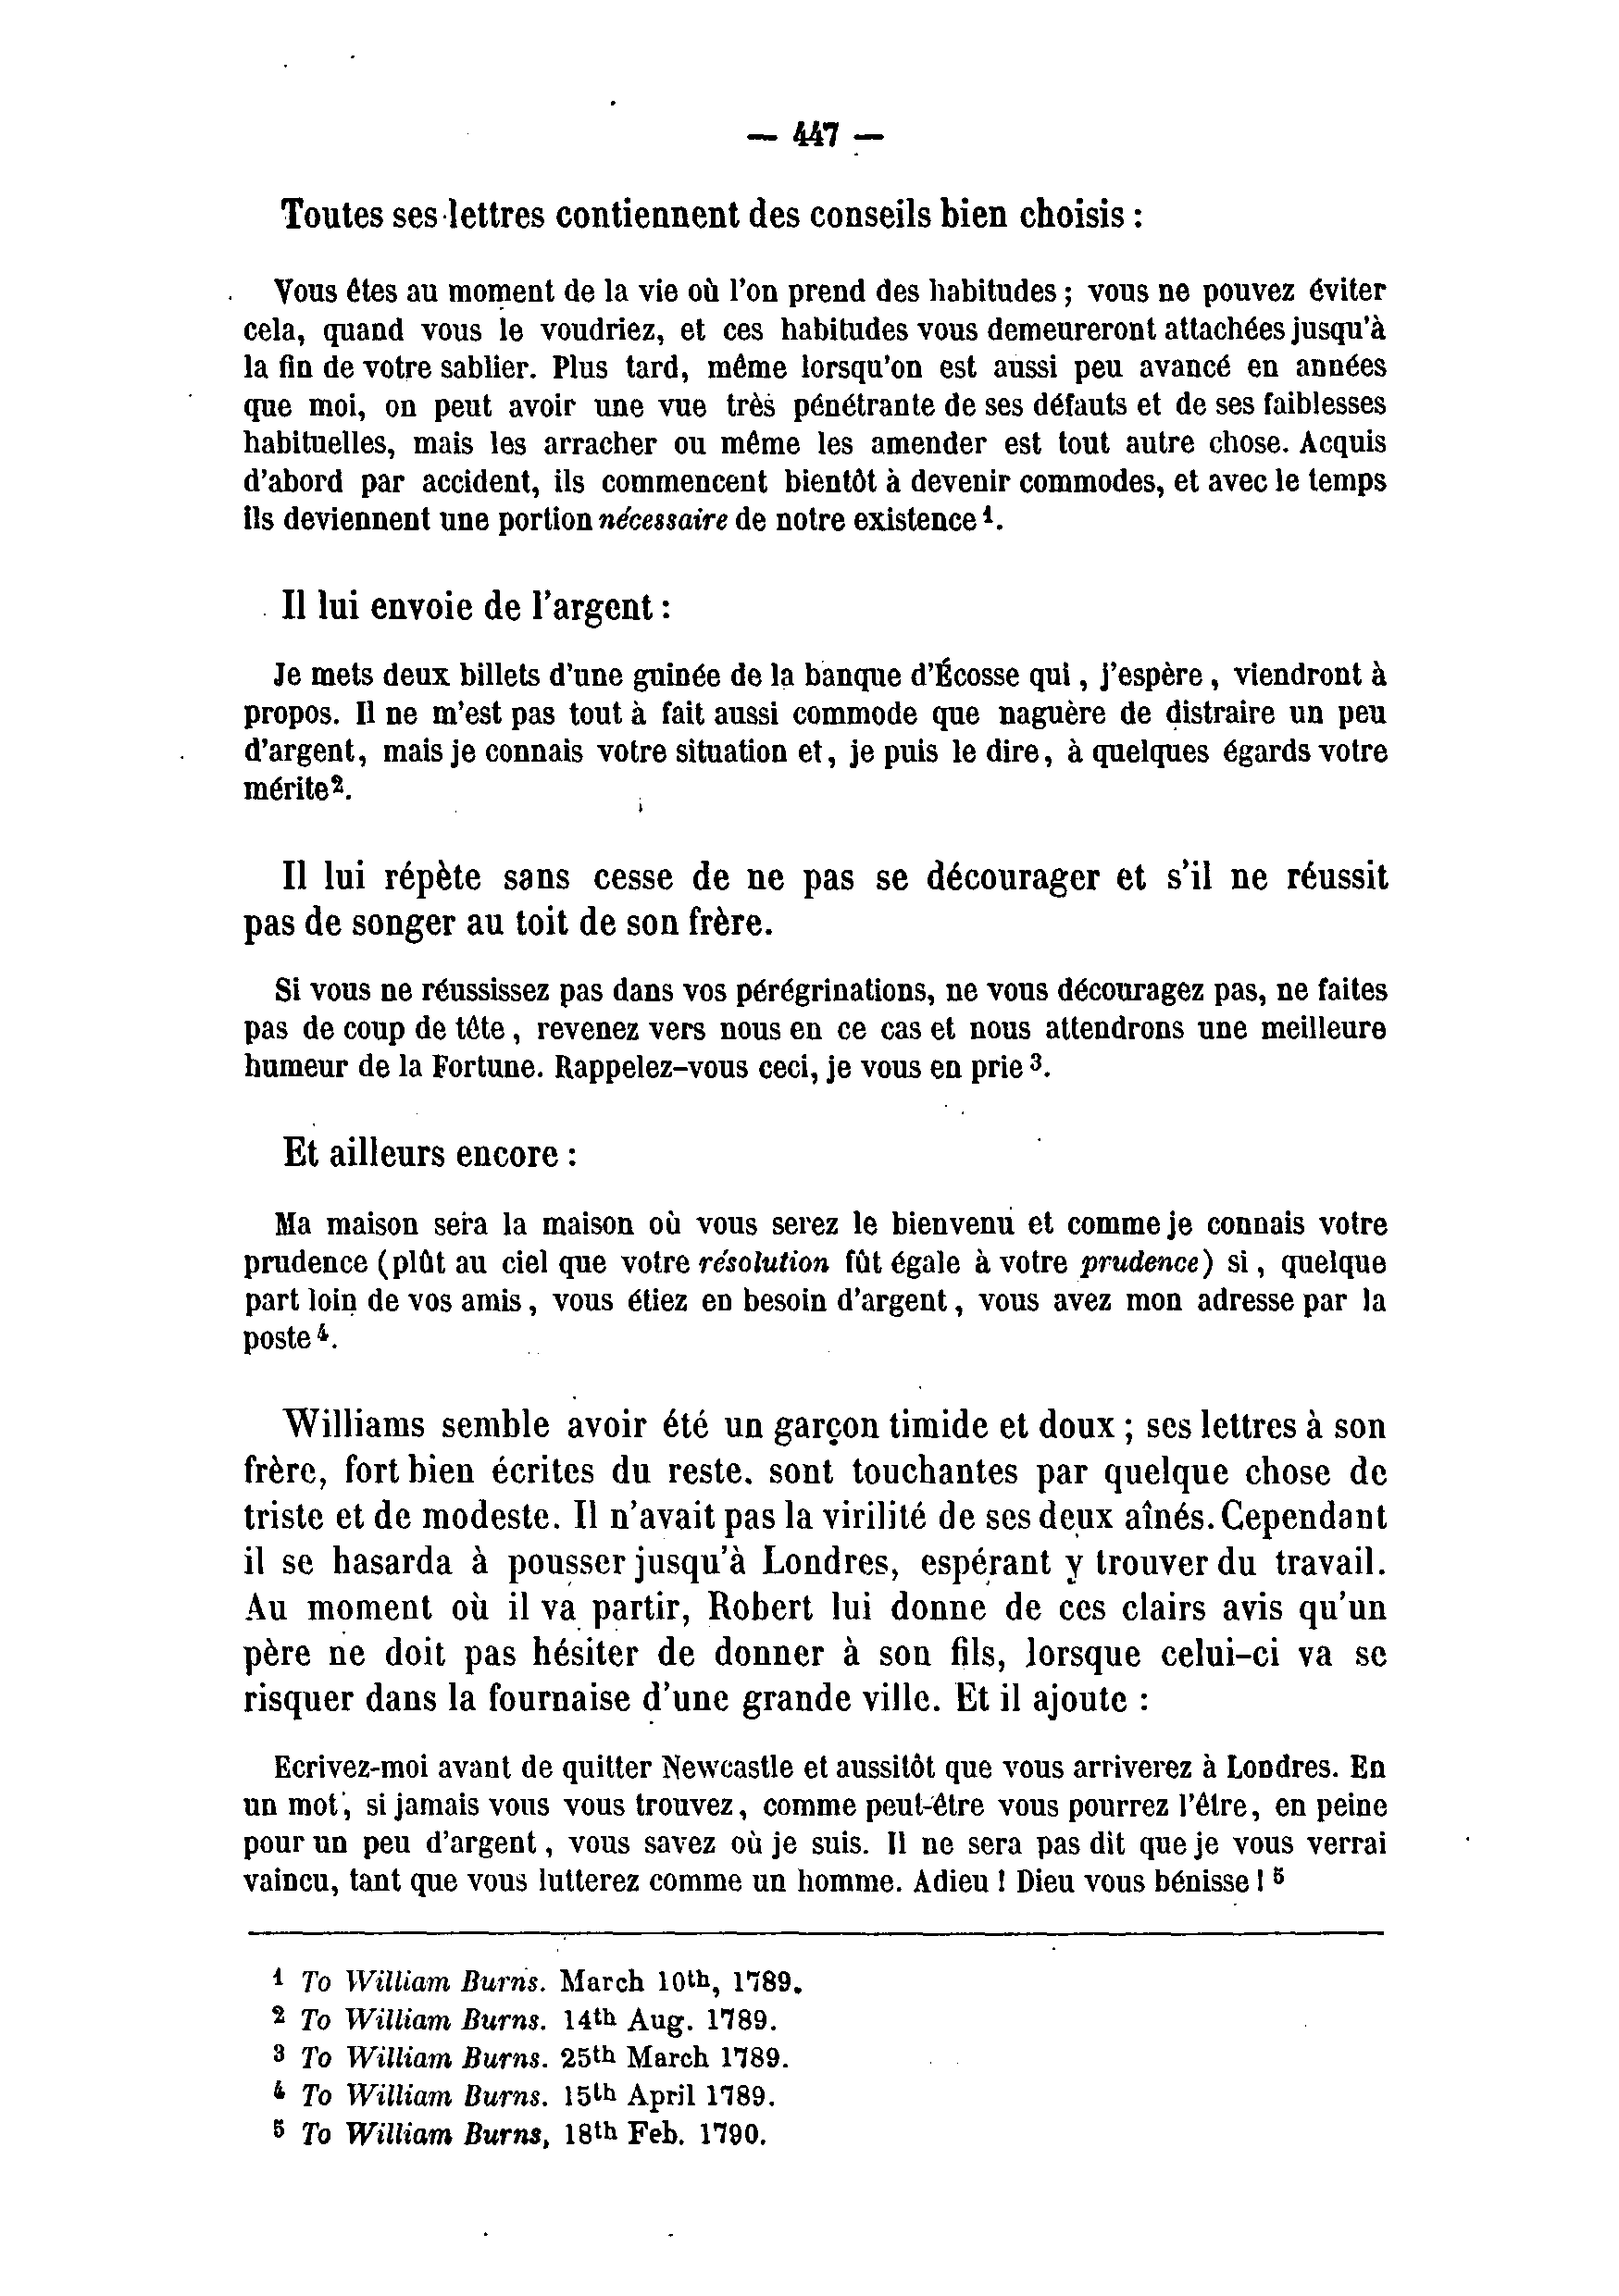 — 447 —
Toutes ses lettres contiennent des conseils bien choisis :
Vous êtes au moment de la vie où l'on prend des habitudes ; vous ne pouvez éviter
cela, quand vous le voudriez, et ces habitudes vous demeureront attachées jusqu'à
la fin de votre sablier. Plus tard, même lorsqu'on est aussi peu avancé en années
que moi, on peut avoir une vue très pénétrante de ses défauts et de ses faiblesses
habituelles, mais les arracher ou même les amender est tout autre chose. Acquis
d'abord par accident, ils commencent bientôt à devenir commodes, et avec le temps
ils deviennent une portion nécessaire de notre existence 1.
Il lui envoie de l'argent :
Je mets deux billets d'une guinée de la banque d'Écosse qui, j'espère, viendront à
propos. Il ne m'est pas tout à fait aussi commode que naguère de distraire un peu
d'argent, mais je connais votre situation et, je puis le dire, à quelques égards votre
mérite 2.
Il lui répète sans cesse de ne pas se décourager et s'il ne réussit
pas de songer au toit de son frère.
Si vous ne réussissez pas dans vos pérégrinations, ne vous découragez pas, ne faites
pas de coup de tête, revenez vers nous en ce cas et nous attendrons une meilleure
humeur de la Fortune. Rappelez-vous ceci, je vous en prie 3.
Et ailleurs encore :
Ma maison sera la maison où vous serez le bienvenu et comme je connais votre
prudence (plût au ciel que votre résolution fût égale à votre prudence) si, quelque
part loin de vos amis, vous étiez en besoin d'argent, vous avez mon adresse par la
poste 4.
Williams semble avoir été un garçon timide et doux ; ses lettres à son
frère, fort bien écrites du reste. sont touchantes par quelque chose de
triste et de modeste. Il n'avait pas la virilité de ses deux aînés. Cependant
il se hasarda à pousser jusqu'à Londres, espérant y trouver du travail.
Au moment où il va partir, Robert lui donne de ces clairs avis qu'un
père ne doit pas hésiter de donner à son fils, lorsque celui-ci va se
risquer dans la fournaise d'une grande ville. Et il ajoute :
Ecrivez-moi avant de quitter Newcastle et aussitôt que vous arriverez à Londres. En
un mot, si jamais vous vous trouvez, comme peut-être vous pourrez l'être, en peine
pour un peu d'argent, vous savez où je suis. Il ne sera pas dit que je vous verrai
vaincu, tant que vous lutterez comme un homme. Adieu ! Dieu vous bénisse ! 5
1 To William Burns. March 10th, 1789.
2 To William Burns. 14th Aug. 1789.
3 To William Burns. 25th March 1789.
4 To William Burns. 15th April 1789.
5 To William Burns, 18th Feb. 1790.